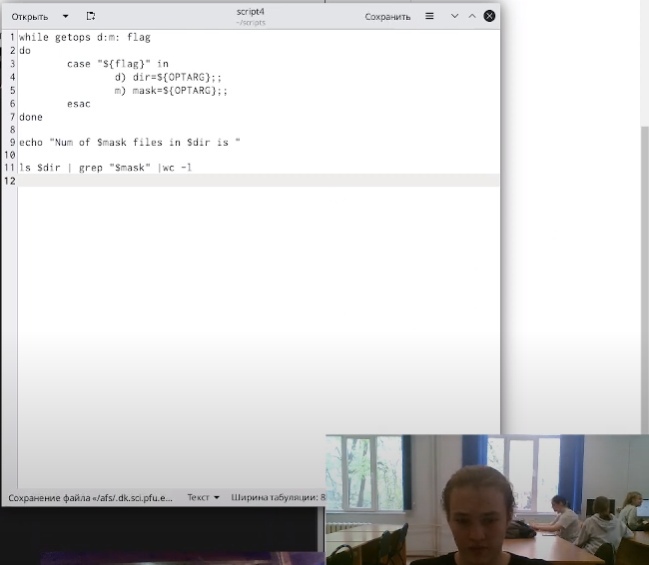 Открыть
script4
~/scripts
Сохранить
1 while getops d:m: flag
2 do
3 case "${flag}" in
4 d) dir=${OPTARG};;
5 m) mask=${OPTARG};;
6 esac
7 done
8
9 echo "Num of $mask files in $dir is "
10
11 ls $dir | grep "$mask" |wc -l
12
Сохранение файла «/afs/.dk.sci.pfu.e... Текст Ширина табуляции: 8